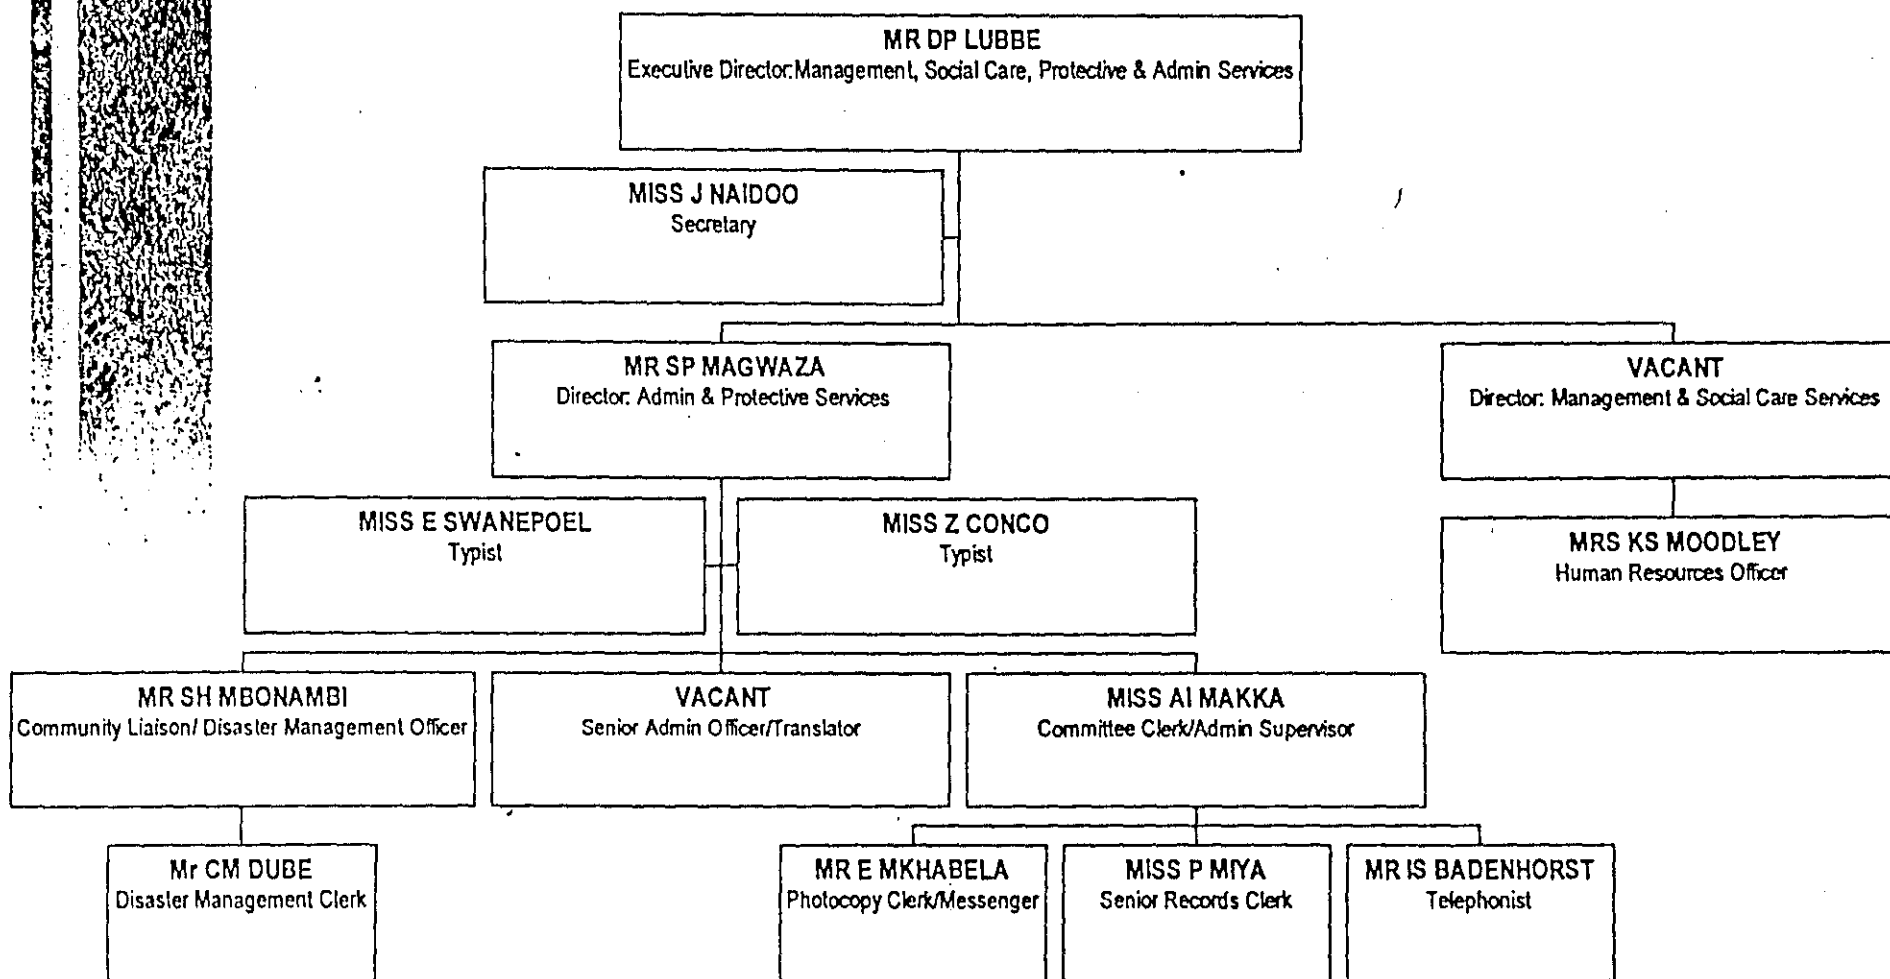 MR DP LUBBE
Executive Director:Management, Social Care, Protective & Admin Services
MISS J NAIDOO
Secretary
MR SP MAGWAZA
Director: Admin & Protective Services
VACANT
Director: Management & Social Care Services
MISS E SWANEPOEL
Typist
MISS Z CONCO
Typist
MRS KS MOODLEY
Human Resources Officer
MR SH MBONAMBI
Community Liaison/ Disaster Management Officer
VACANT
Senior Admin Officer/Translator
MISS AI MAKKA
Committee Clerk/Admin Supervisor
Mr CM DUBE
Disaster Management Clerk
MR E MKHABELA
Photocopy Clerk/Messenger
MISS P MIYA
Senior Records Clerk
MR IS BADENHORST
Telephonist